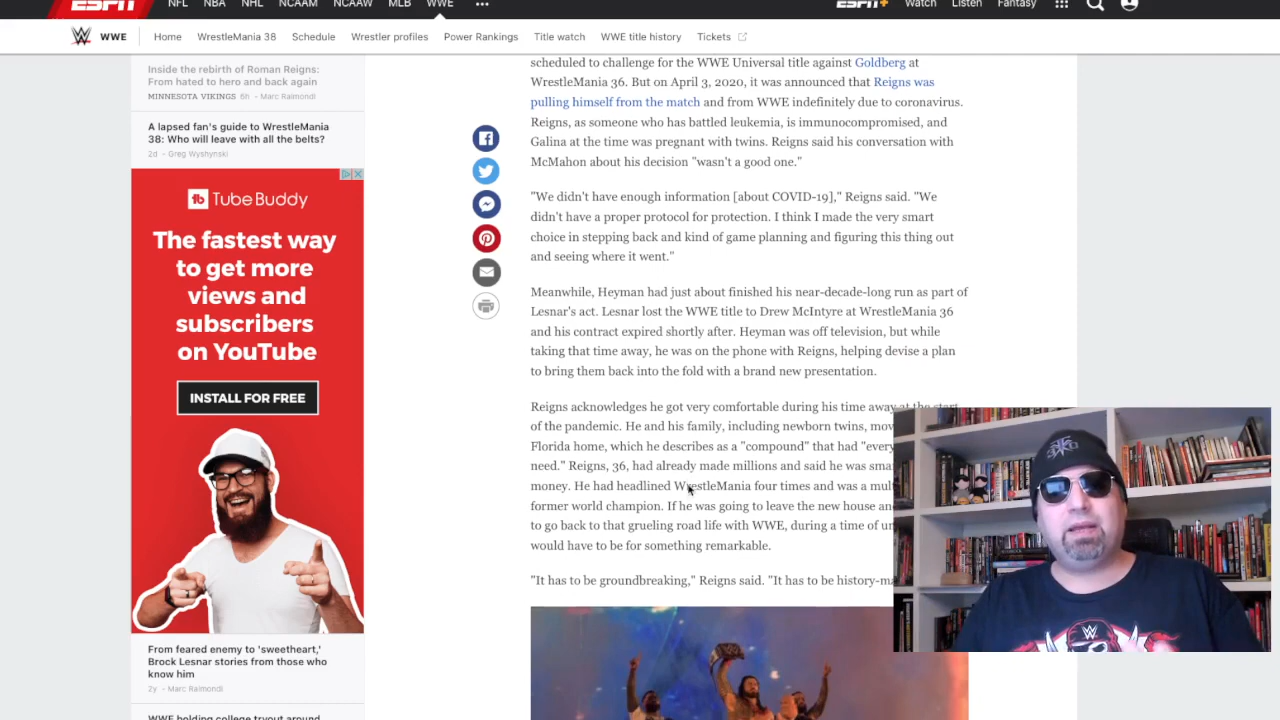 ESPN
NFL NBA NHL NCAAM NCAAW MLB WWE
ESPN+ Watch Listen Fantasy
W WWE Home WrestleMania 38 Schedule Wrestler profiles Power Rankings Title watch WWE title history Tickets
Inside the rebirth of Roman Reigns:
From hated to hero and back again
MINNESOTA VIKINGS 6h - Marc Raimondi
A lapsed fan's guide to WrestleMania
38: Who will leave with all the belts?
2d - Greg Wyshynski
tb TubeBuddy
The fastest way
to get more
views and
subscribers
on YouTube
INSTALL FOR FREE
From feared enemy to 'sweetheart,'
Brock Lesnar stories from those who
know him
2y - Marc Raimondi
WWE holding college tryout around
scheduled to challenge for the WWE Universal title against Goldberg at
WrestleMania 36. But on April 3, 2020, it was announced that Reigns was
pulling himself from the match and from WWE indefinitely due to coronavirus.
Reigns, as someone who has battled leukemia, is immunocompromised, and
Galina at the time was pregnant with twins. Reigns said his conversation with
McMahon about his decision "wasn't a good one."
"We didn't have enough information [about COVID-19]," Reigns said. "We
didn't have a proper protocol for protection. I think I made the very smart
choice in stepping back and kind of game planning and figuring this thing out
and seeing where it went."
Meanwhile, Heyman had just about finished his near-decade-long run as part of
Lesnar's act. Lesnar lost the WWE title to Drew McIntyre at WrestleMania 36
and his contract expired shortly after. Heyman was off television, but while
taking that time away, he was on the phone with Reigns, helping devise a plan
to bring them back into the fold with a brand new presentation.
Reigns acknowledges he got very comfortable during his time away at the start
of the pandemic. He and his family, including newborn twins, mov
Florida home, which he describes as a "compound" that had "every
need." Reigns, 36, had already made millions and said he was sma
money. He had headlined WrestleMania four times and was a mul
former world champion. If he was going to leave the new house an
to go back to that grueling road life with WWE, during a time of un
would have to be for something remarkable.
"It has to be groundbreaking," Reigns said. "It has to be history-ma